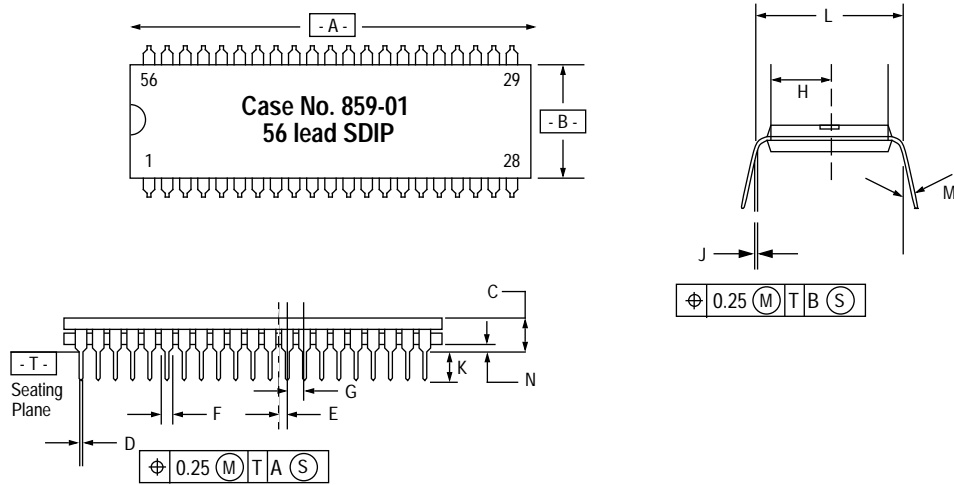 - A -
L
56
29
H
Case No. 859-01
56 lead SDIP
- B -
1
28
M
J
⌖ 0.25 Ⓜ T B Ⓢ
C
- T -
Seating
Plane
K
N
G
F
E
D
⌖ 0.25 Ⓜ T A Ⓢ